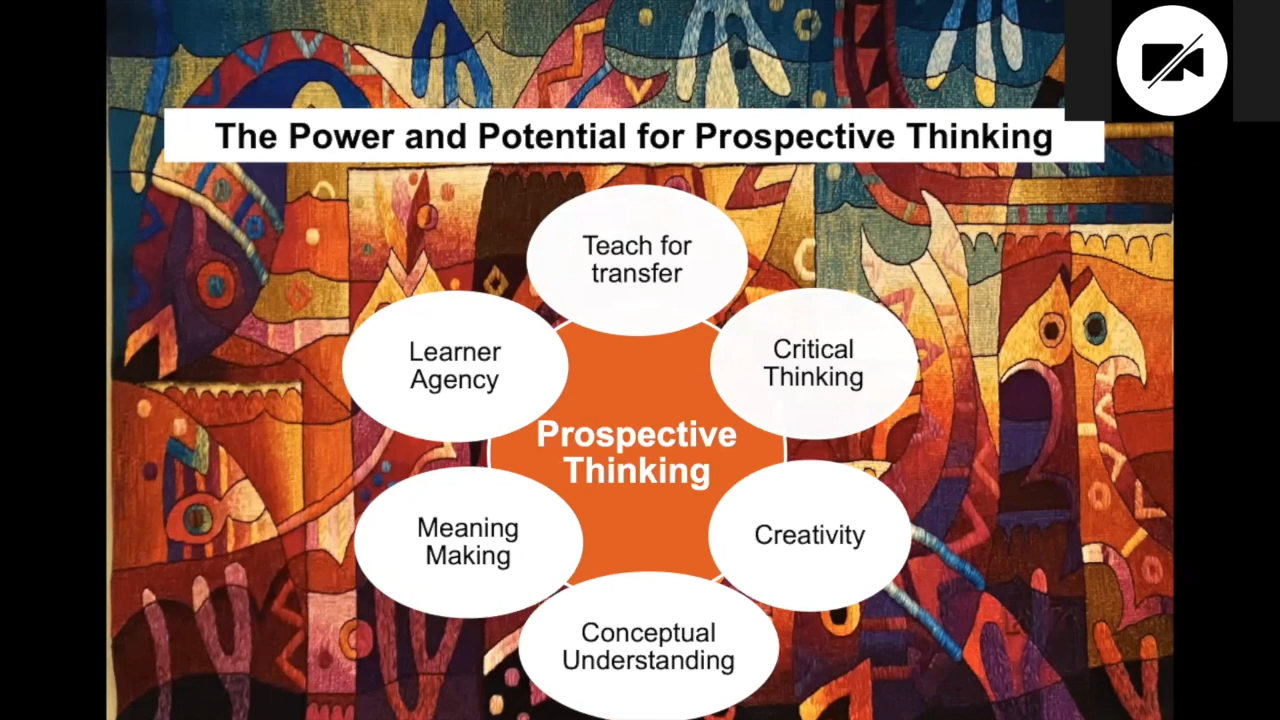 The Power and Potential for Prospective Thinking
Teach for
transfer
Learner
Agency
Critical
Thinking
Prospective
Thinking
Meaning
Making
Creativity
Conceptual
Understanding